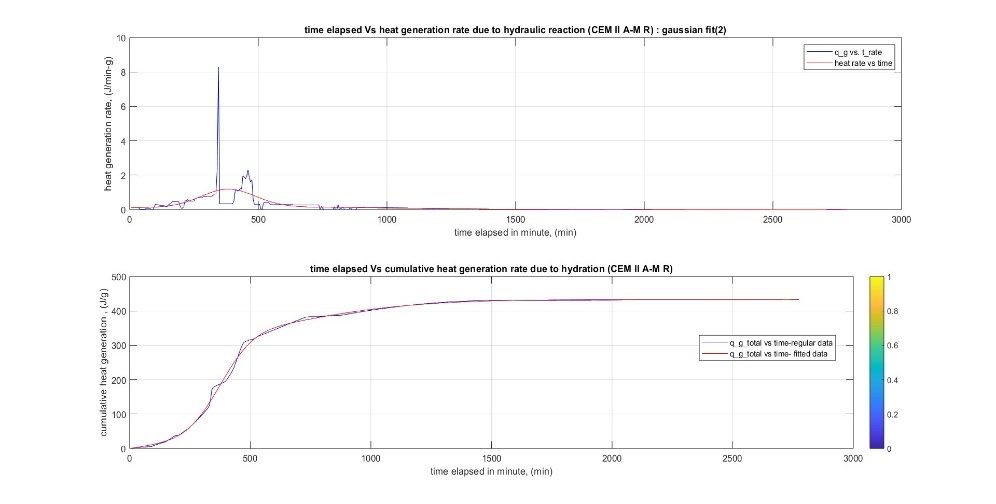 time elapsed Vs heat generation rate due to hydraulic reaction (CEM II A-M R) : gaussian fit(2)
10
8
6
4
2
0
heat generation rate, (J/min-g)
q_g vs. t_rate
heat rate vs time
0 500 1000 1500 2000 2500 3000
time elapsed in minute, (min)
time elapsed Vs cumulative heat generation rate due to hydration (CEM II A-M R)
500
400
300
200
100
0
cumulative heat generation , (J/g)
q_g_total vs time-regular data
q_g_total vs time- fitted data
1
0.8
0.6
0.4
0.2
0
0 500 1000 1500 2000 2500 3000
time elapsed in minute, (min)